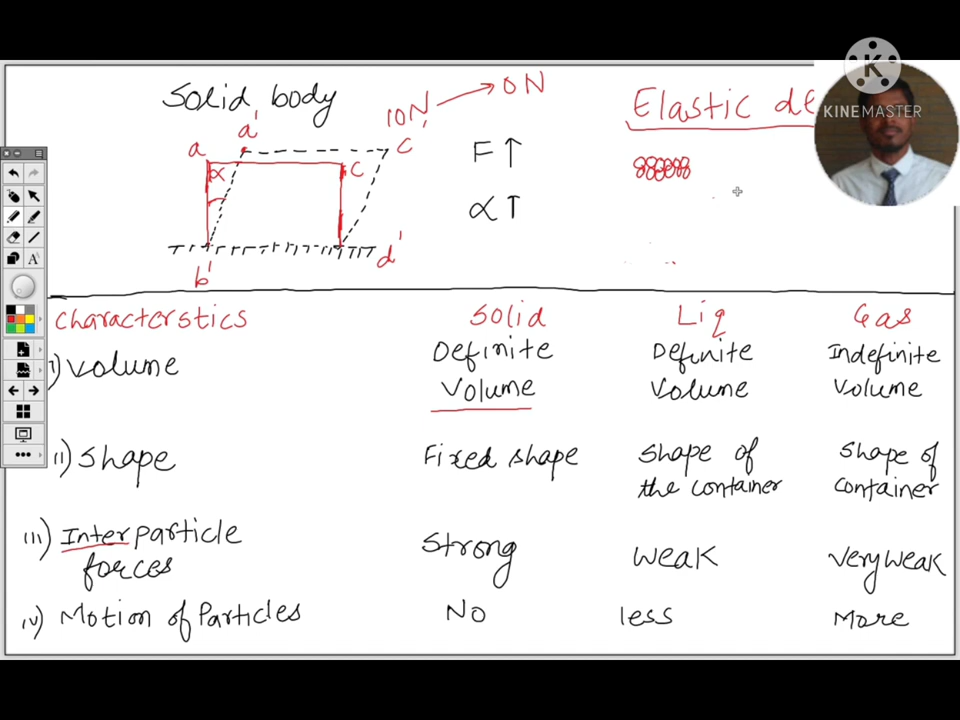 Solid body
10N → 0N
Elastic de
KINEMASTER
a'
a
c'
c
α
F↑
α↑
b'
d'
Characterstics Solid Liq Gas
i) Volume Definite Volume Definite Volume Indefinite Volume
ii) Shape Fixed shape Shape of the container Shape of container
iii) Interparticle forces Strong Weak Very weak
iv) Motion of Particles No less More